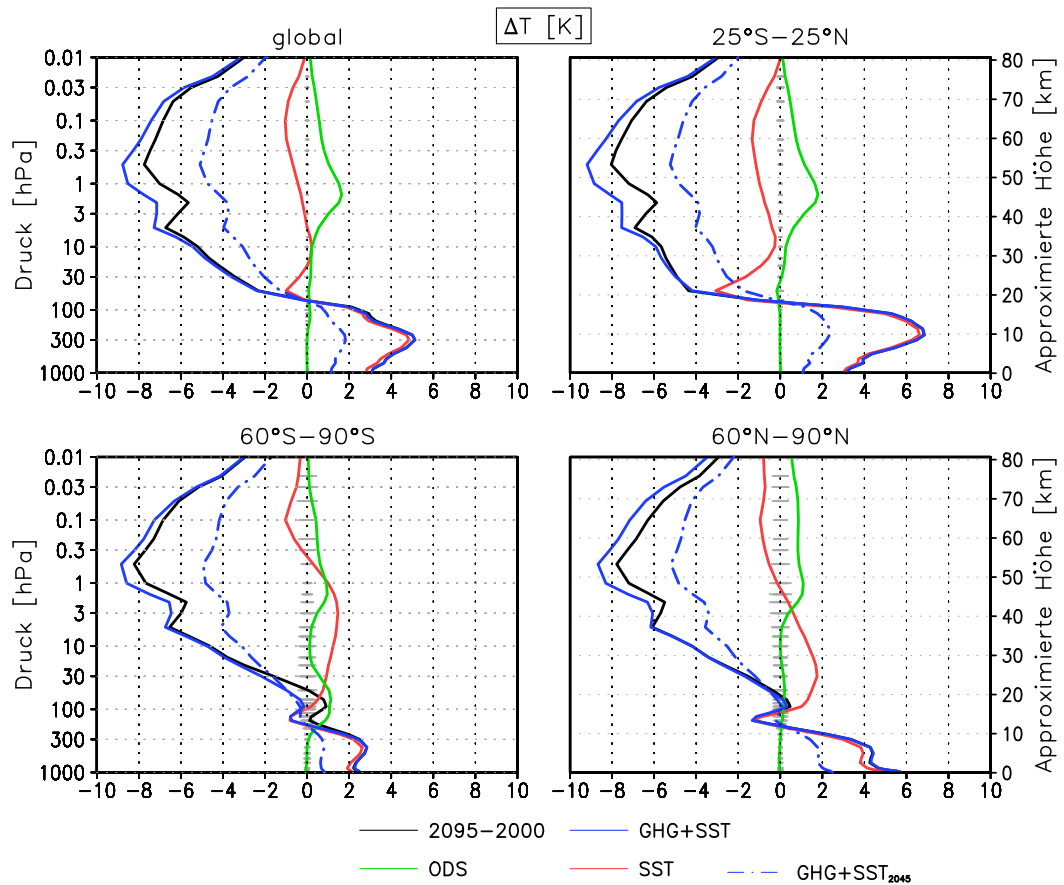 ΔT [K]
global
25°S−25°N
0.01
0.03
0.1
0.3
1
3
10
30
100
300
1000
Druck [hPa]
−10 −8 −6 −4 −2 0 2 4 6 8 10
−10 −8 −6 −4 −2 0 2 4 6 8 10
80
70
60
50
40
30
20
10
0
Approximierte Höhe [km]
60°S−90°S
60°N−90°N
0.01
0.03
0.1
0.3
1
3
10
30
100
300
1000
Druck [hPa]
−10 −8 −6 −4 −2 0 2 4 6 8 10
−10 −8 −6 −4 −2 0 2 4 6 8 10
80
70
60
50
40
30
20
10
0
Approximierte Höhe [km]
2095−2000
GHG+SST
ODS
SST
GHG+SST₂₀₄₅